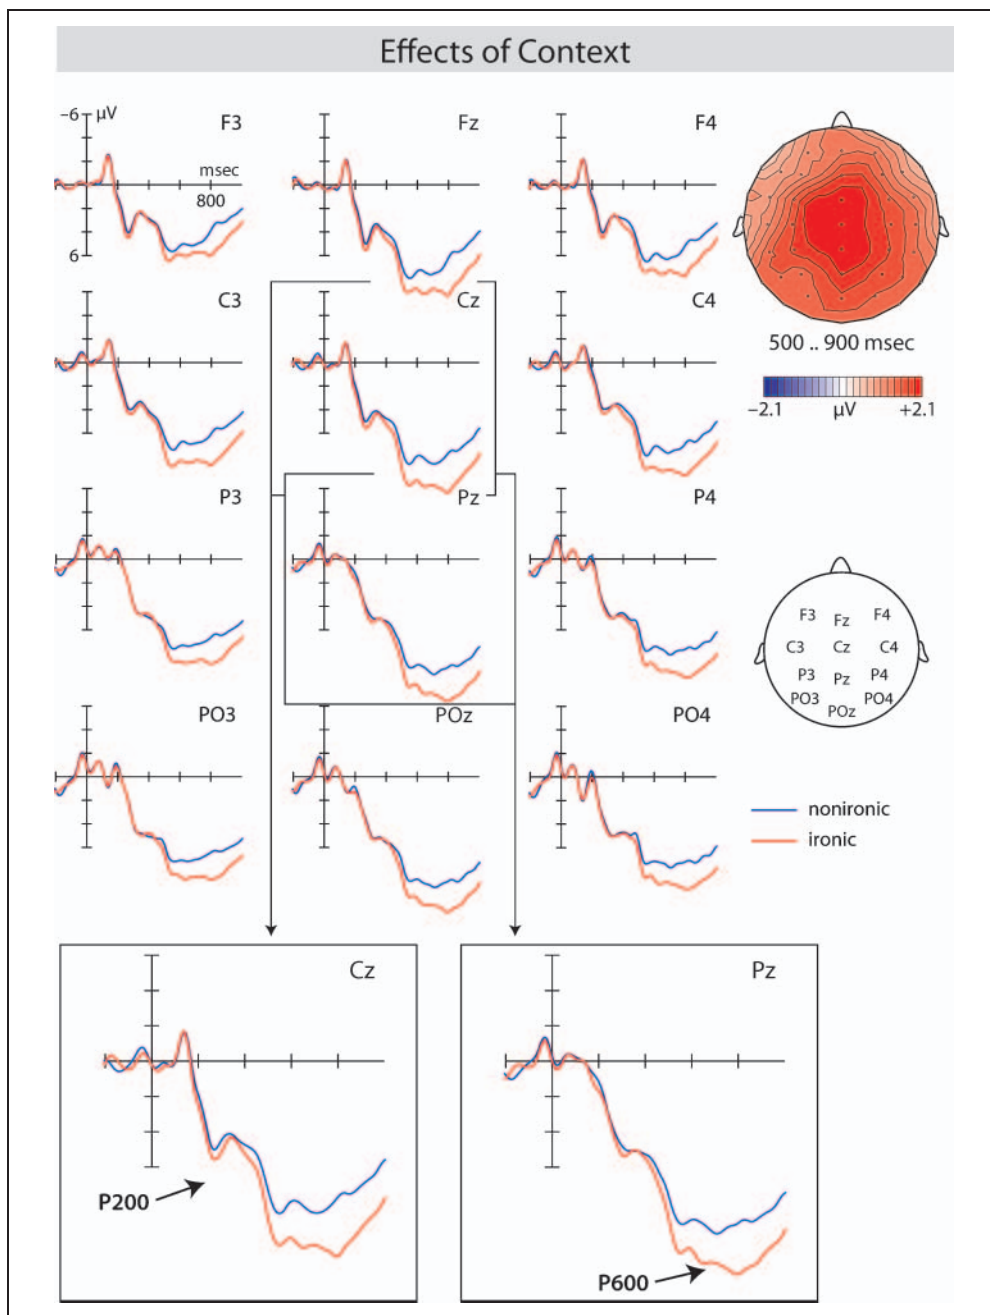 Effects of Context
−6 µV
F3
Fz
F4
msec
800
6
C3
Cz
C4
500 .. 900 msec
−2.1
µV
+2.1
P3
Pz
P4
F3
Fz
F4
C3
Cz
C4
P3
Pz
P4
PO3
POz
PO4
PO3
POz
PO4
nonironic
ironic
Cz
Pz
P200
P600